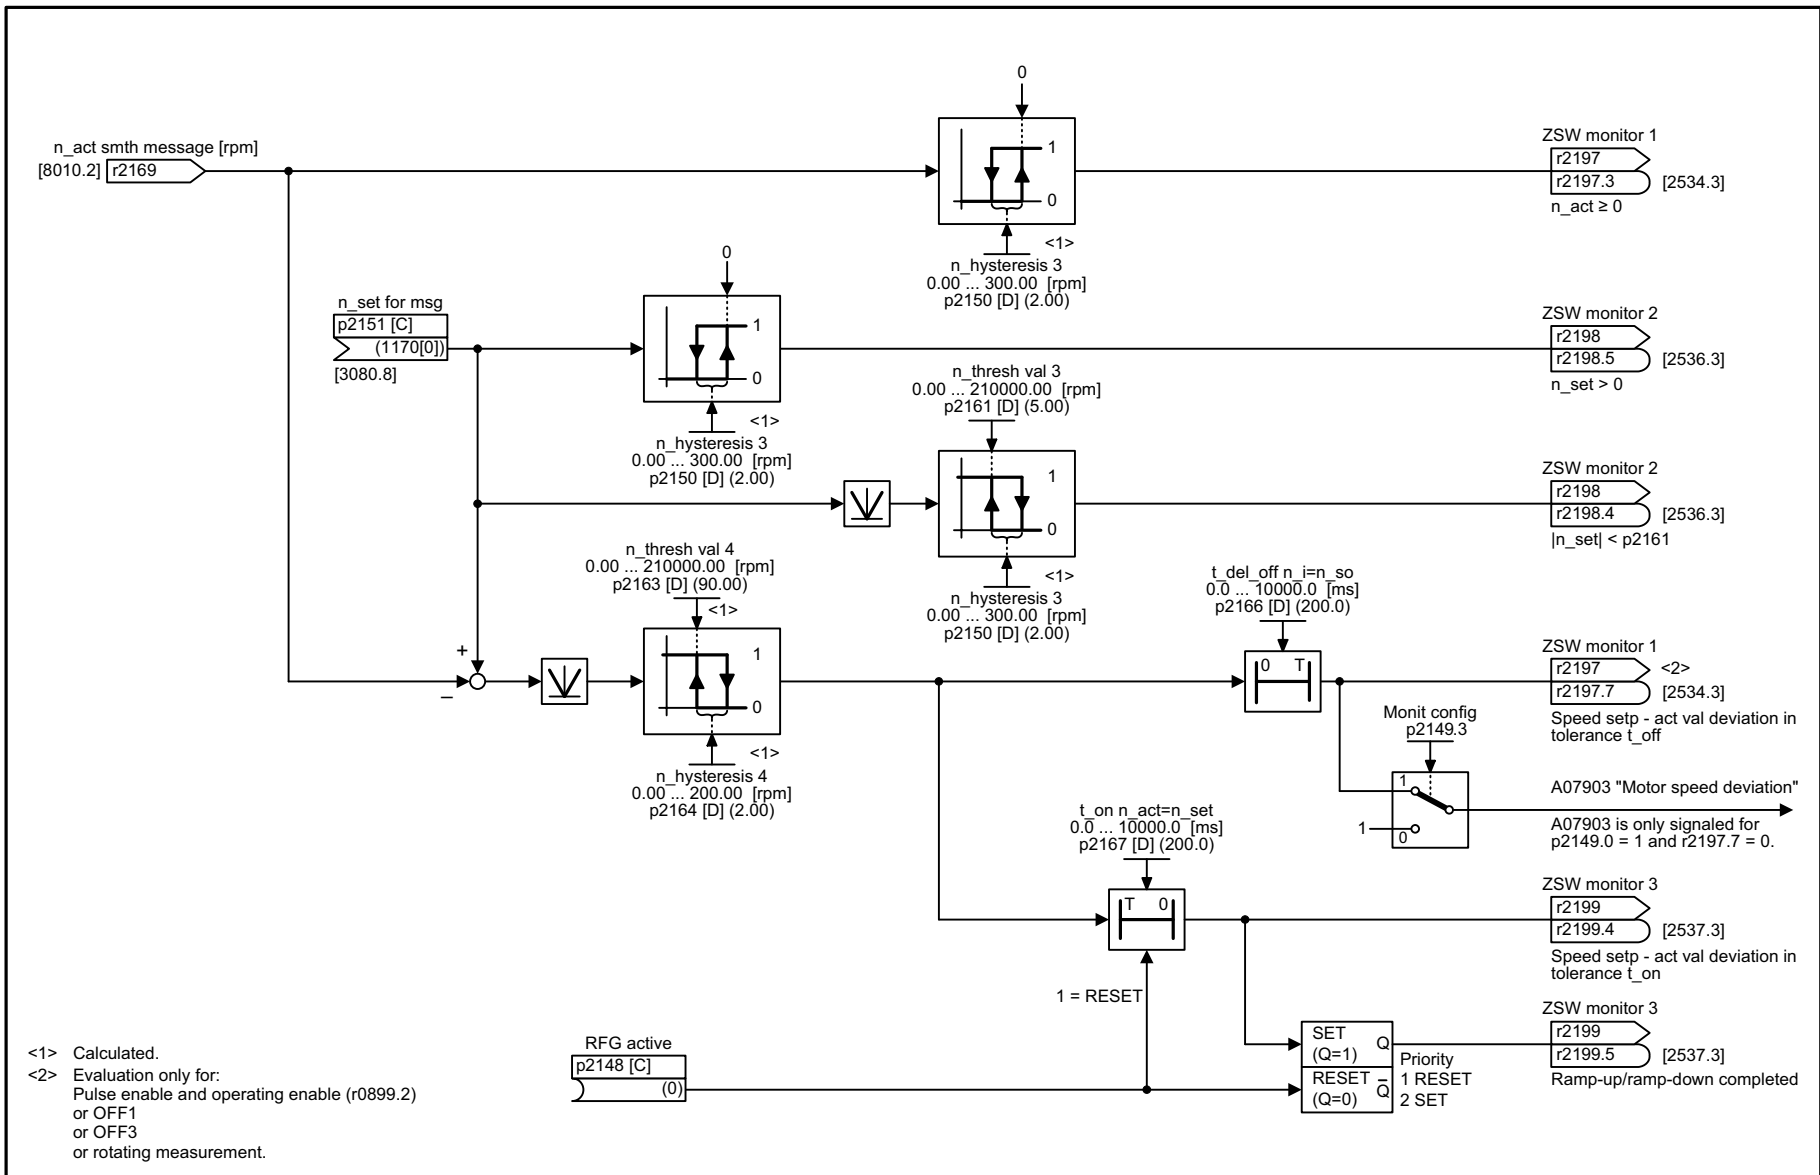 0
n_act smth message [rpm]
[8010.2]
r2169
1
0
<1>
n_hysteresis 3
0.00 ... 300.00 [rpm]
p2150 [D] (2.00)
ZSW monitor 1
r2197
r2197.3
[2534.3]
n_act ≥ 0
0
n_set for msg
p2151 [C]
(1170[0])
[3080.8]
1
0
<1>
n_hysteresis 3
0.00 ... 300.00 [rpm]
p2150 [D] (2.00)
ZSW monitor 2
r2198
r2198.5
[2536.3]
n_set > 0
n_thresh val 3
0.00 ... 210000.00 [rpm]
p2161 [D] (5.00)
1
0
<1>
n_hysteresis 3
0.00 ... 300.00 [rpm]
p2150 [D] (2.00)
ZSW monitor 2
r2198
r2198.4
[2536.3]
|n_set| < p2161
n_thresh val 4
0.00 ... 210000.00 [rpm]
p2163 [D] (90.00)
<1>
+
–
1
0
<1>
n_hysteresis 4
0.00 ... 200.00 [rpm]
p2164 [D] (2.00)
t_del_off n_i=n_so
0.0 ... 10000.0 [ms]
p2166 [D] (200.0)
0 T
ZSW monitor 1
r2197
<2>
r2197.7
[2534.3]
Speed setp - act val deviation in
tolerance t_off
Monit config
p2149.3
1
1
0
A07903 "Motor speed deviation"
A07903 is only signaled for
p2149.0 = 1 and r2197.7 = 0.
t_on n_act=n_set
0.0 ... 10000.0 [ms]
p2167 [D] (200.0)
T 0
ZSW monitor 3
r2199
r2199.4
[2537.3]
Speed setp - act val deviation in
tolerance t_on
1 = RESET
RFG active
p2148 [C]
(0)
SET
(Q=1)
Q
RESET
(Q=0)
Q̅
Priority
1 RESET
2 SET
ZSW monitor 3
r2199
r2199.5
[2537.3]
Ramp-up/ramp-down completed
<1> Calculated.
<2> Evaluation only for:
Pulse enable and operating enable (r0899.2)
or OFF1
or OFF3
or rotating measurement.